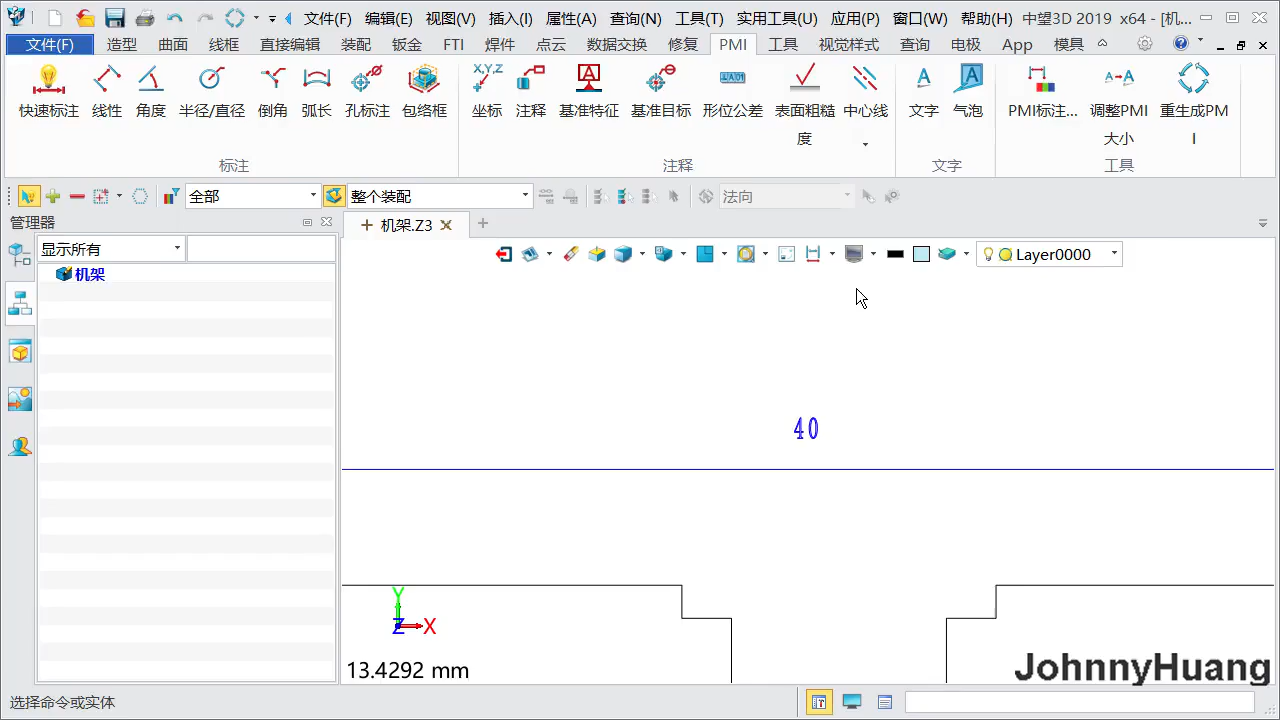 文件(F) 编辑(E) 视图(V) 插入(I) 属性(A) 查询(N) 工具(T) 实用工具(U) 应用(P) 窗口(W) 帮助(H) 中望3D 2019 x64 - [机...
文件(F) 造型 曲面 线框 直接编辑 装配 钣金 FTI 焊件 点云 数据交换 修复 PMI 工具 视觉样式 查询 电极 App 模具
快速标注 线性 角度 半径/直径 倒角 弧长 孔标注 包络框 坐标 注释 基准特征 基准目标 形位公差 表面粗糙度 中心线 文字 气泡 PMI标注... 调整PMI大小 重生成PMI
标注 注释 文字 工具
全部 整个装配 法向
管理器 机架.Z3
显示所有 Layer0000
机架
40
Y
Z X
13.4292 mm
JohnnyHuang
选择命令或实体